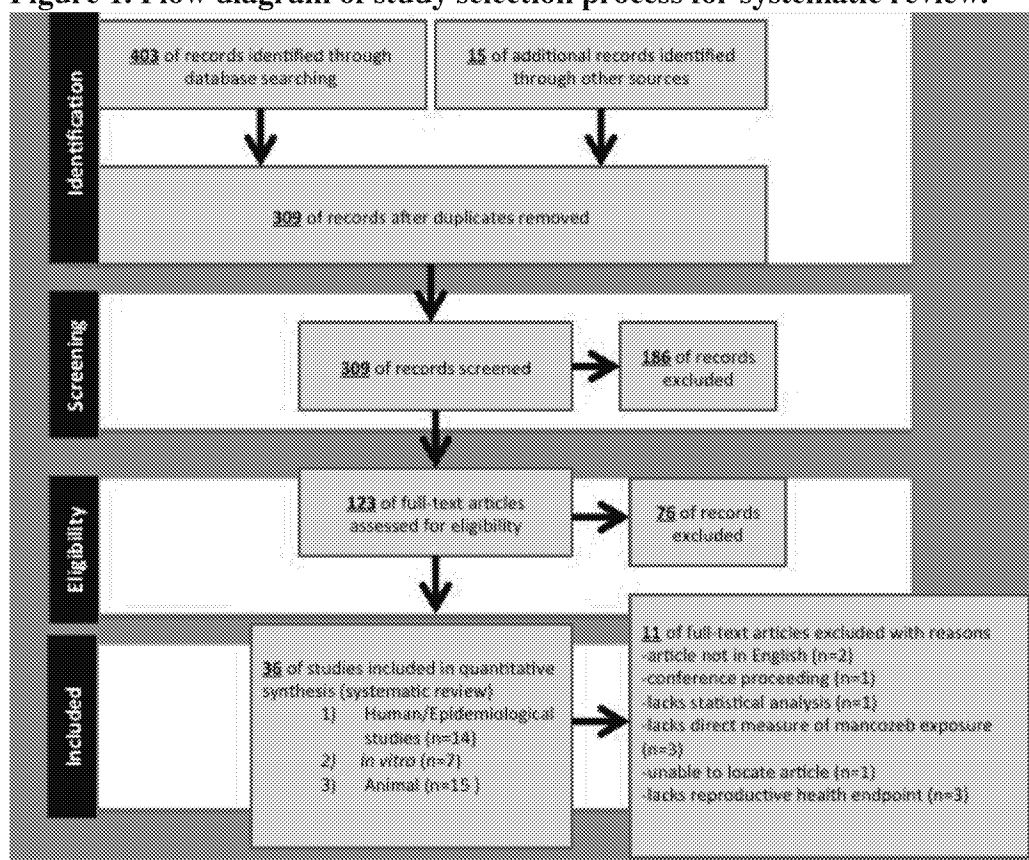 Figure 1. Flow diagram of study selection process for systematic review.
Identification
403 of records identified through
database searching
15 of additional records identified
through other sources
309 of records after duplicates removed
Screening
309 of records screened
186 of records
excluded
Eligibility
123 of full-text articles
assessed for eligibility
76 of records
excluded
Included
36 of studies included in quantitative
synthesis (systematic review)
1) Human/Epidemiological
studies (n=14)
2) In vitro (n=7)
3) Animal (n=15 )
11 of full-text articles excluded with reasons
-article not in English (n=2)
-conference proceeding (n=1)
-lacks statistical analysis (n=1)
-lacks direct measure of mancozeb exposure
(n=3)
-unable to locate article (n=1)
-lacks reproductive health endpoint (n=3)